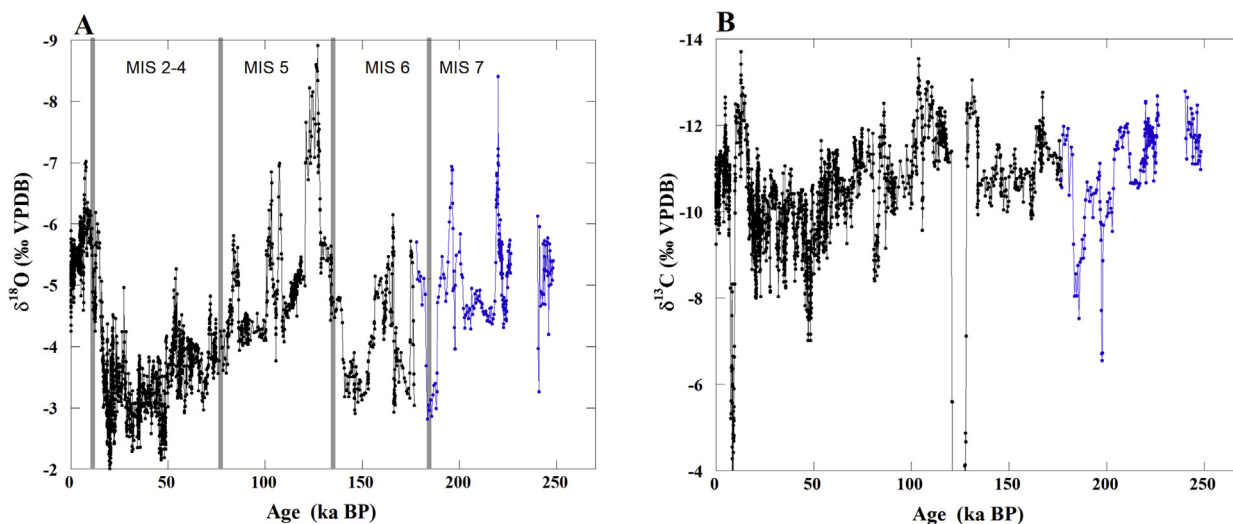 A
B
MIS 2-4 MIS 5 MIS 6 MIS 7
δ18O (‰ VPDB)
-9
-8
-7
-6
-5
-4
-3
-2
0 50 100 150 200 250
Age (ka BP)
δ13C (‰ VPDB)
-14
-12
-10
-8
-6
-4
0 50 100 150 200 250
Age (ka BP)